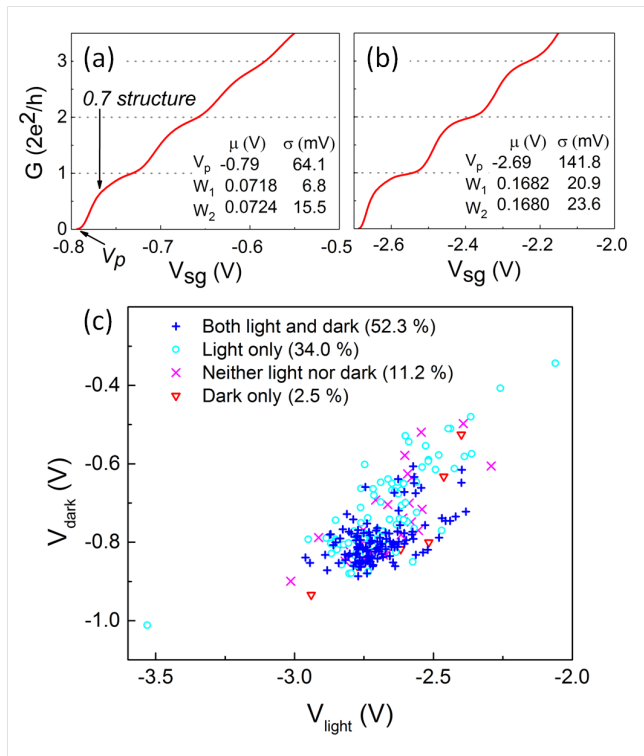 (a)
0.7 structure
G (2e²/h)
3
2
1
0
μ (V) σ (mV)
Vₚ -0.79 64.1
W₁ 0.0718 6.8
W₂ 0.0724 15.5
-0.8 -0.7 -0.6 -0.5
Vₚ
V_sg (V)
(b)
μ (V) σ (mV)
Vₚ -2.69 141.8
W₁ 0.1682 20.9
W₂ 0.1680 23.6
-2.6 -2.4 -2.2 -2.0
V_sg (V)
(c)
Both light and dark (52.3 %)
Light only (34.0 %)
Neither light nor dark (11.2 %)
Dark only (2.5 %)
V_dark (V)
-0.4
-0.6
-0.8
-1.0
-3.5 -3.0 -2.5 -2.0
V_light (V)